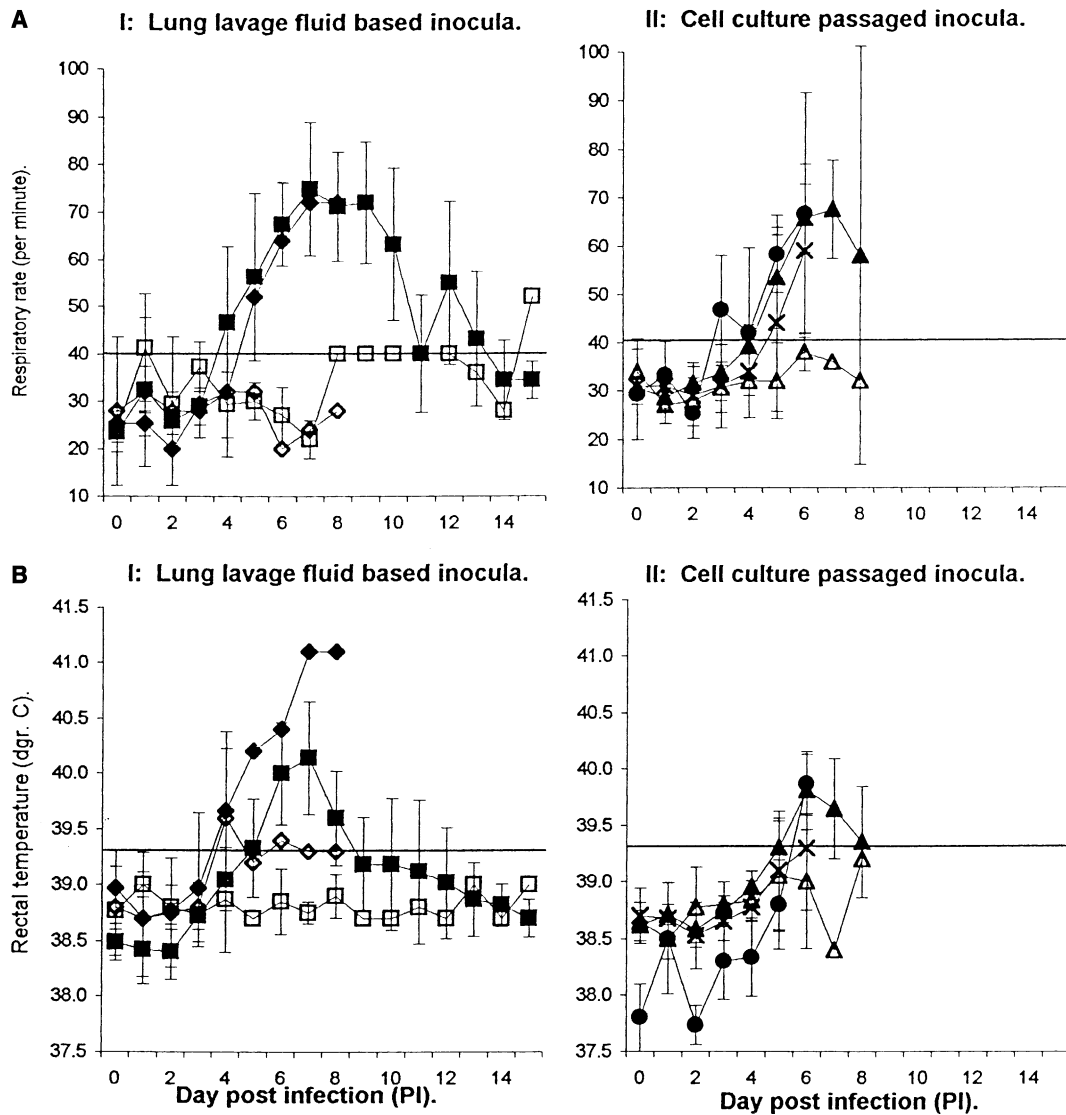 A
I: Lung lavage fluid based inocula.
II: Cell culture passaged inocula.
Respiratory rate (per minute).
100
90
80
70
60
50
40
30
20
10
0 2 4 6 8 10 12 14
100
90
80
70
60
50
40
30
20
10
0 2 4 6 8 10 12 14
B
I: Lung lavage fluid based inocula.
II: Cell culture passaged inocula.
Rectal temperature (dgr. C).
41.5
41.0
40.5
40.0
39.5
39.0
38.5
38.0
37.5
0 2 4 6 8 10 12 14
Day post infection (PI).
41.5
41.0
40.5
40.0
39.5
39.0
38.5
38.0
37.5
0 2 4 6 8 10 12 14
Day post infection (PI).